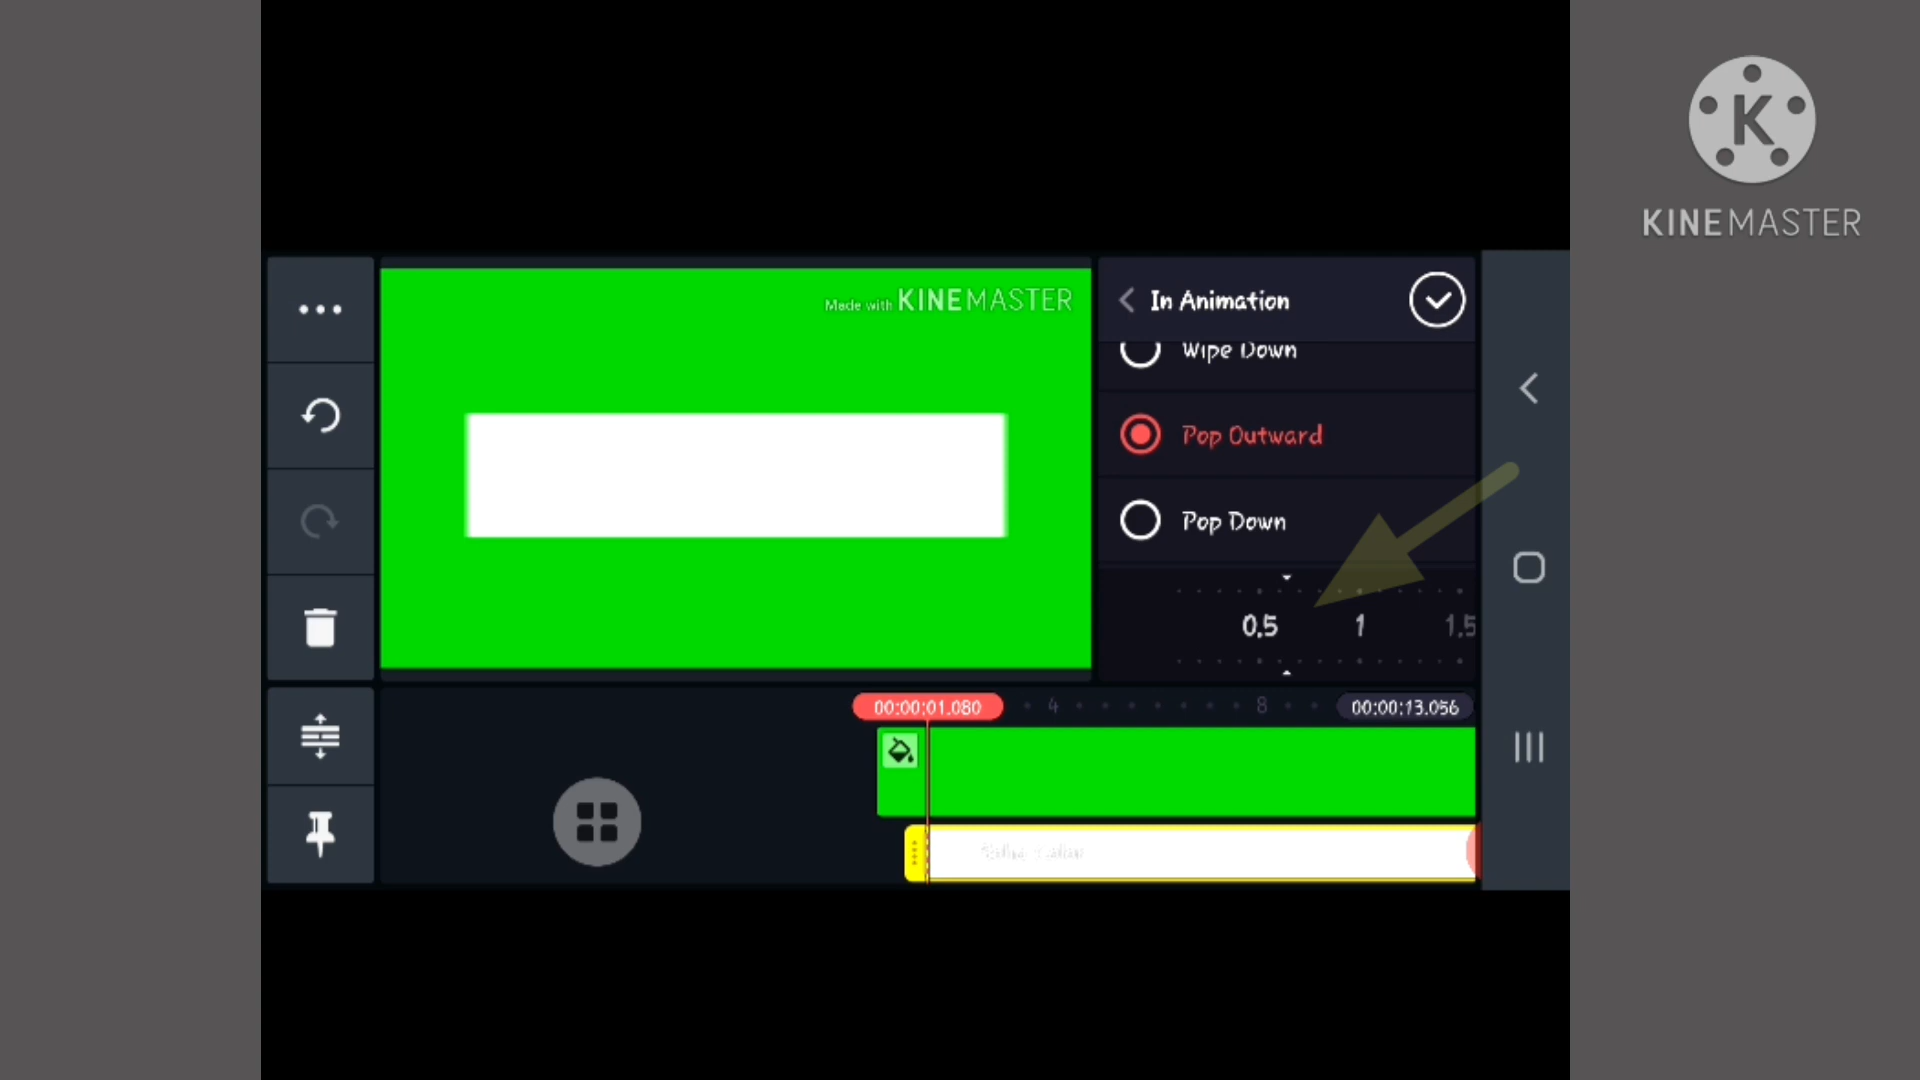 K
KINEMASTER
Made with KINEMASTER
In Animation
Wipe Down
Pop Outward
Pop Down
0.5 1 1.5
00:00:01.080 4 8 00:00:13.056